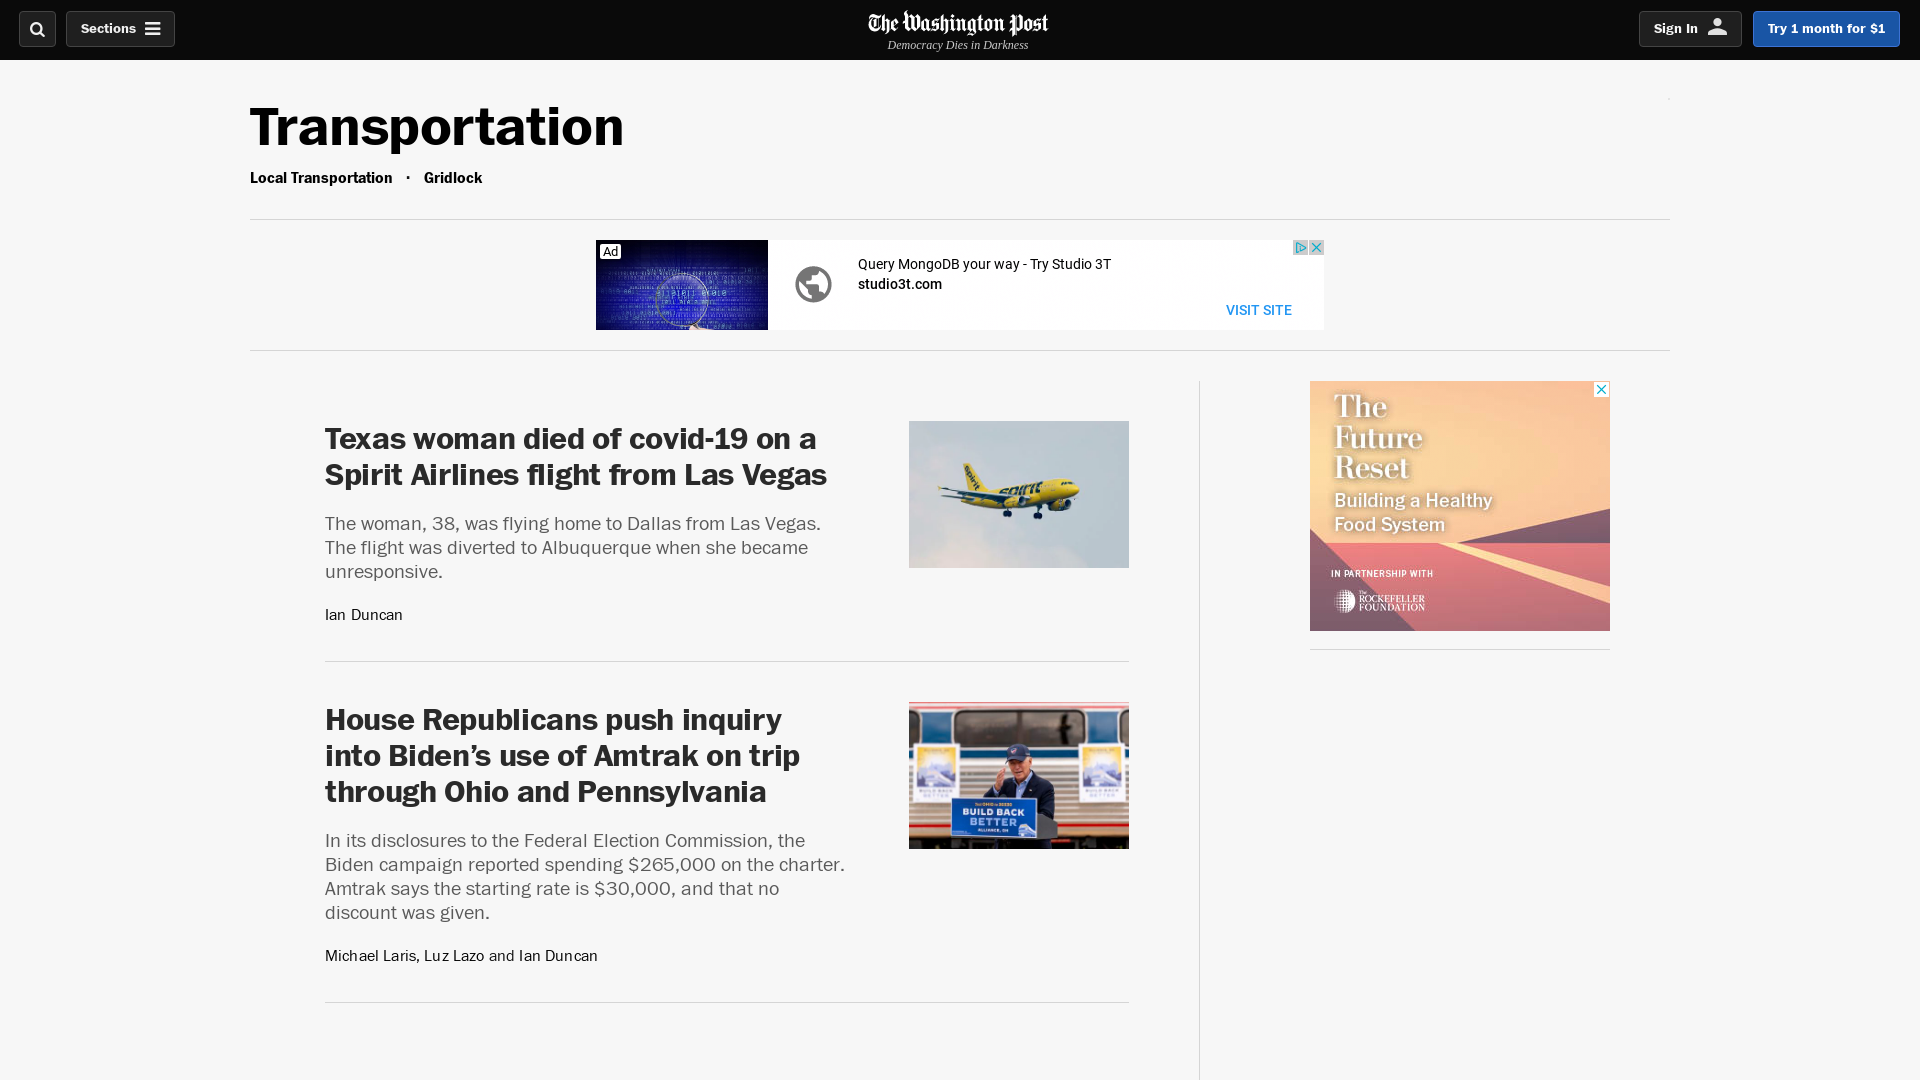 Sections
The Washington Post
Democracy Dies in Darkness
Sign In
Try 1 month for $1
Transportation
Local Transportation · Gridlock
Ad
Query MongoDB your way - Try Studio 3T
studio3t.com
VISIT SITE
Texas woman died of covid-19 on a
Spirit Airlines flight from Las Vegas
The woman, 38, was flying home to Dallas from Las Vegas.
The flight was diverted to Albuquerque when she became
unresponsive.
Ian Duncan
spirit
spirit
The
Future
Reset
Building a Healthy
Food System
IN PARTNERSHIP WITH
The
ROCKEFELLER
FOUNDATION
House Republicans push inquiry
into Biden’s use of Amtrak on trip
through Ohio and Pennsylvania
In its disclosures to the Federal Election Commission, the
Biden campaign reported spending $265,000 on the charter.
Amtrak says the starting rate is $30,000, and that no
discount was given.
Michael Laris, Luz Lazo and Ian Duncan
BUILD BACK
BETTER
ALLIANCE, OH